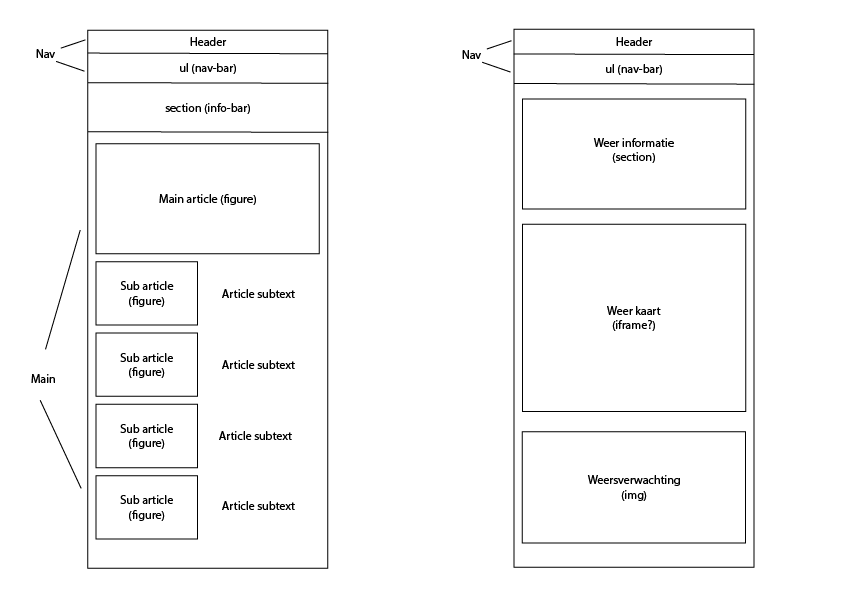 Nav
Header
ul (nav-bar)
section (info-bar)
Main article (figure)
Sub article
(figure)
Article subtext
Sub article
(figure)
Article subtext
Main
Sub article
(figure)
Article subtext
Sub article
(figure)
Article subtext
Nav
Header
ul (nav-bar)
Weer informatie
(section)
Weer kaart
(iframe?)
Weersverwachting
(img)